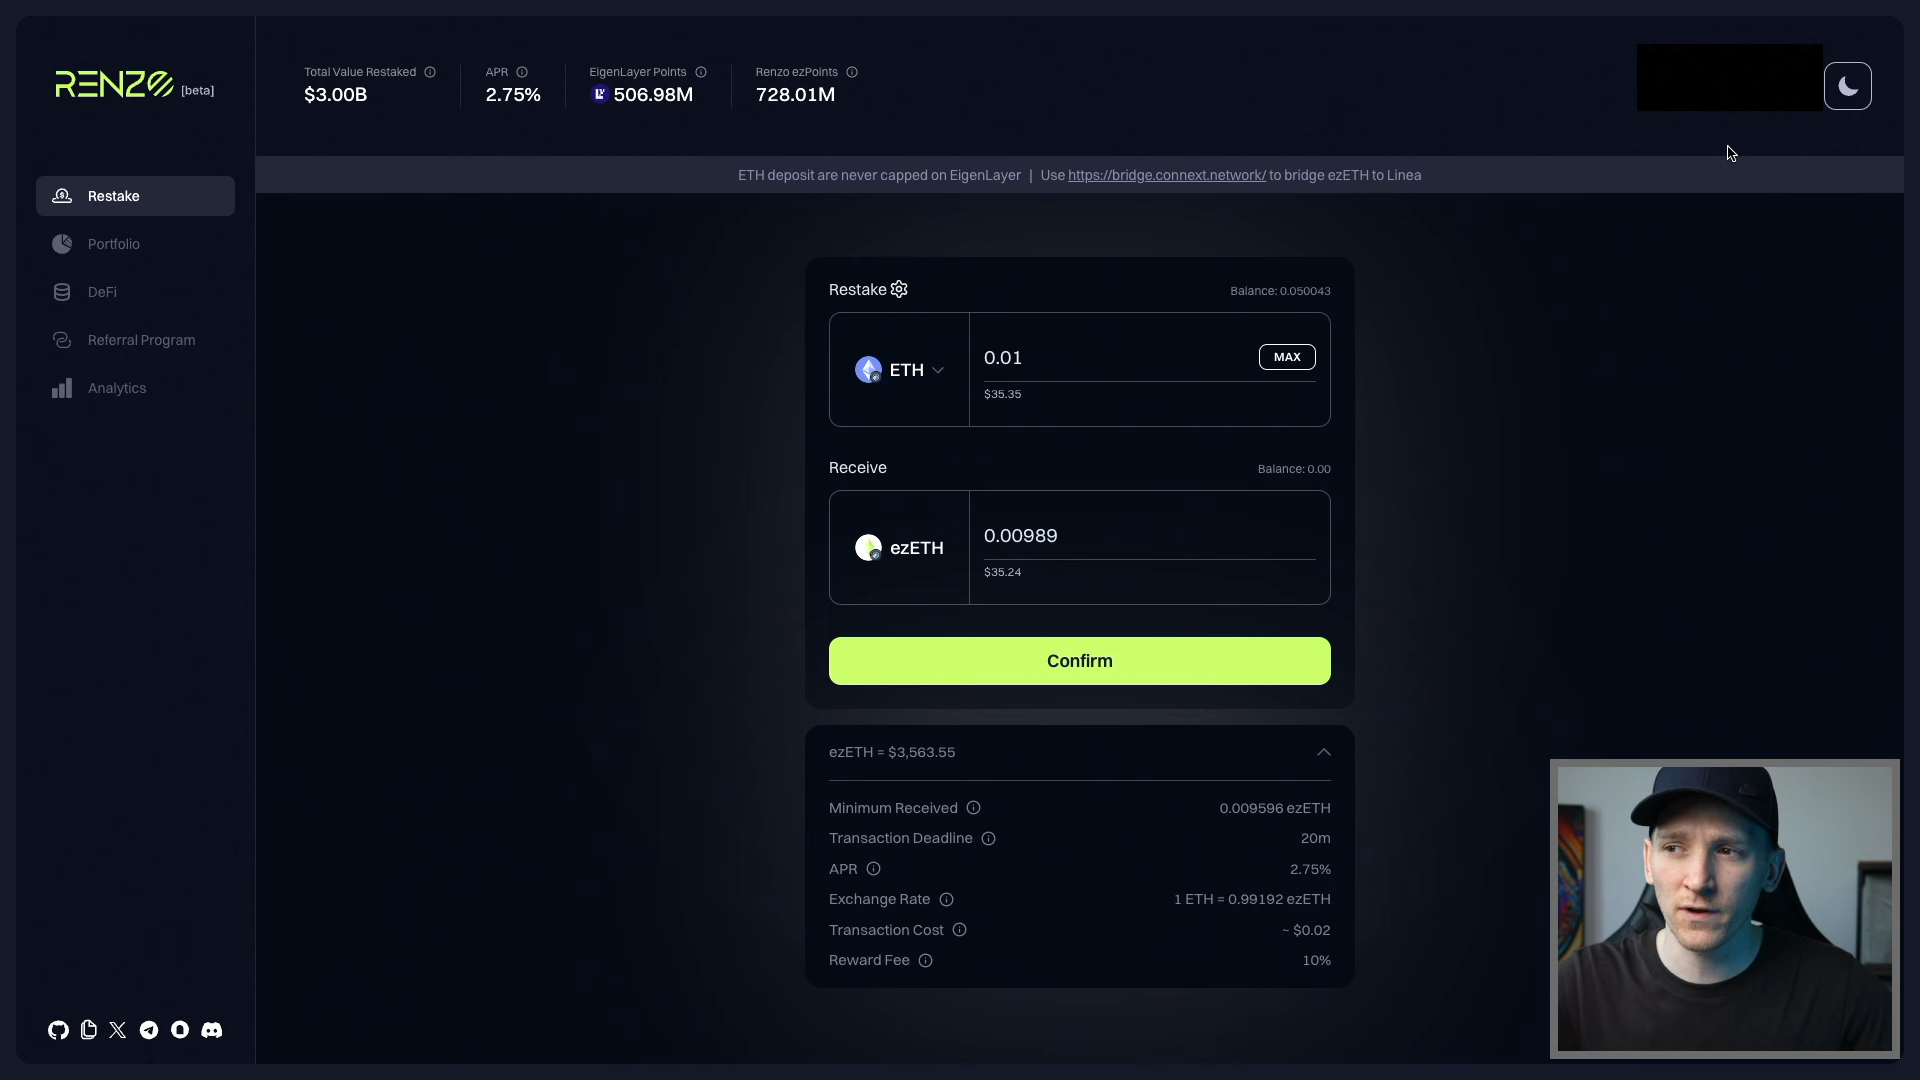 RENZO [beta]
Total Value Restaked
$3.00B
APR
2.75%
EigenLayer Points
506.98M
Renzo ezPoints
728.01M
ETH deposit are never capped on EigenLayer | Use https://bridge.connext.network/ to bridge ezETH to Linea
Restake
Portfolio
DeFi
Referral Program
Analytics
Restake
Balance: 0.050043
ETH
0.01
MAX
$35.35
Receive
Balance: 0.00
ezETH
0.00989
$35.24
Confirm
ezETH = $3,563.55
Minimum Received 0.009596 ezETH
Transaction Deadline 20m
APR 2.75%
Exchange Rate 1 ETH = 0.99192 ezETH
Transaction Cost ~ $0.02
Reward Fee 10%